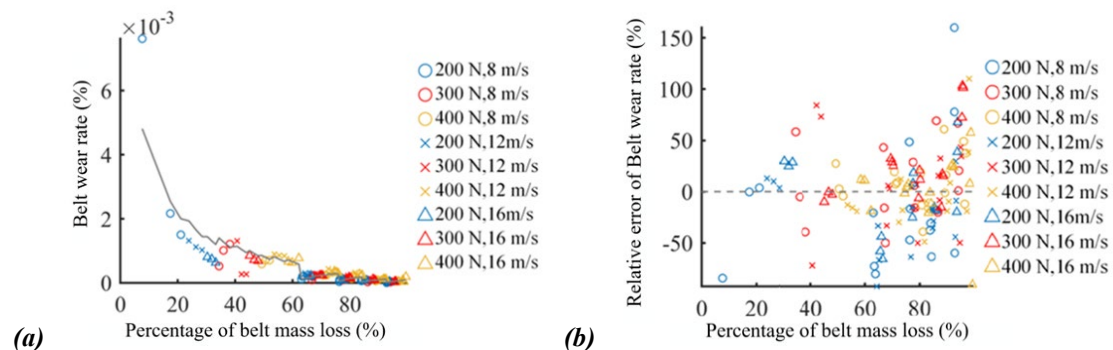 ×10⁻³
6
4
2
0
0 20 40 60 80
Belt wear rate (%)
Percentage of belt mass loss (%)
200 N,8 m/s
300 N,8 m/s
400 N,8 m/s
200 N,12m/s
300 N,12 m/s
400 N,12 m/s
200 N,16m/s
300 N,16 m/s
400 N,16 m/s
(a)
150
100
50
0
-50
0 20 40 60 80
Relative error of Belt wear rate (%)
Percentage of belt mass loss (%)
200 N,8 m/s
300 N,8 m/s
400 N,8 m/s
200 N,12 m/s
300 N,12 m/s
400 N,12 m/s
200 N,16m/s
300 N,16 m/s
400 N,16 m/s
(b)